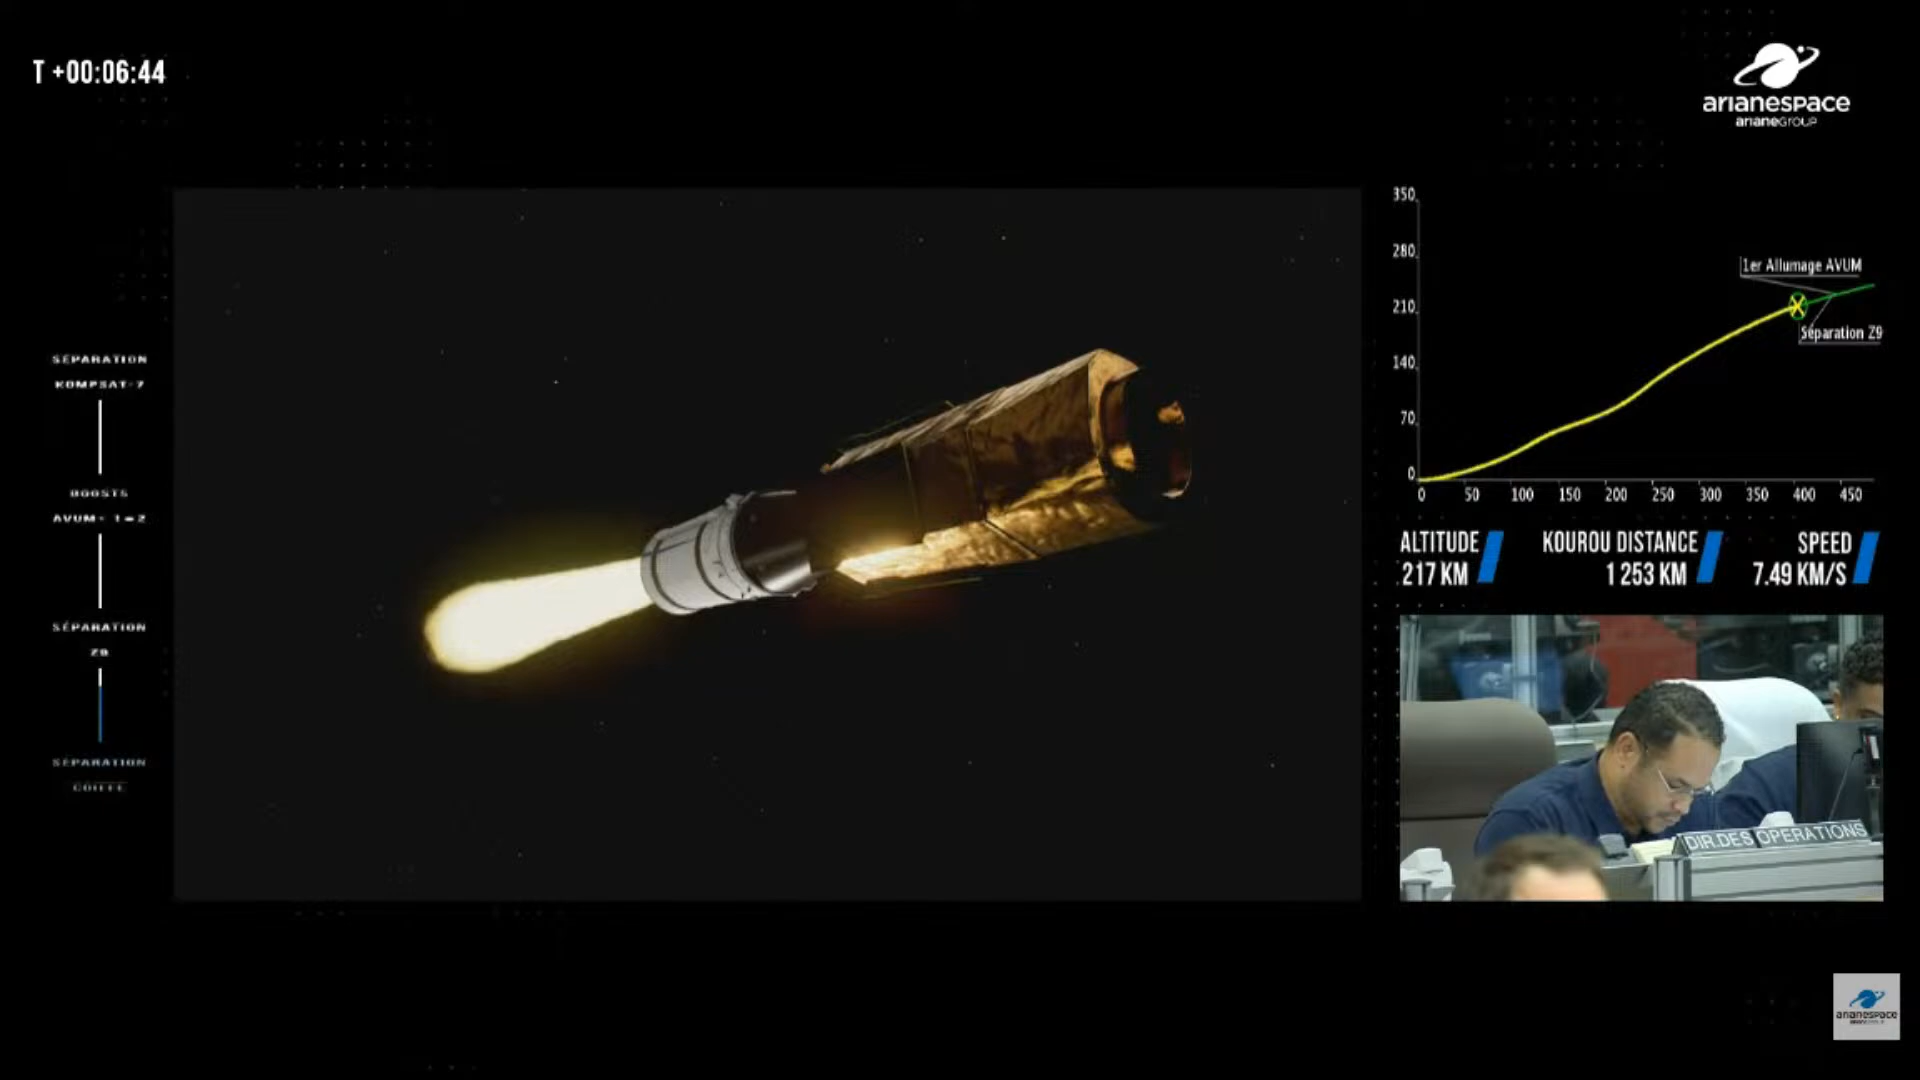 T +00:06:44
arianespace
arianeGROUP
SÉPARATION
KOMPSAT-7
BOOSTS
AVUM+ 1-2
SÉPARATION
Z9
SÉPARATION
COIFFE
350
280
210
140
70
0
0 50 100 150 200 250 300 350 400 450
1er Allumage AVUM
Séparation Z9
ALTITUDE
217 KM
KOUROU DISTANCE
1 253 KM
SPEED
7.49 KM/S
DIR.DES OPERATIONS
arianespace
arianeGROUP